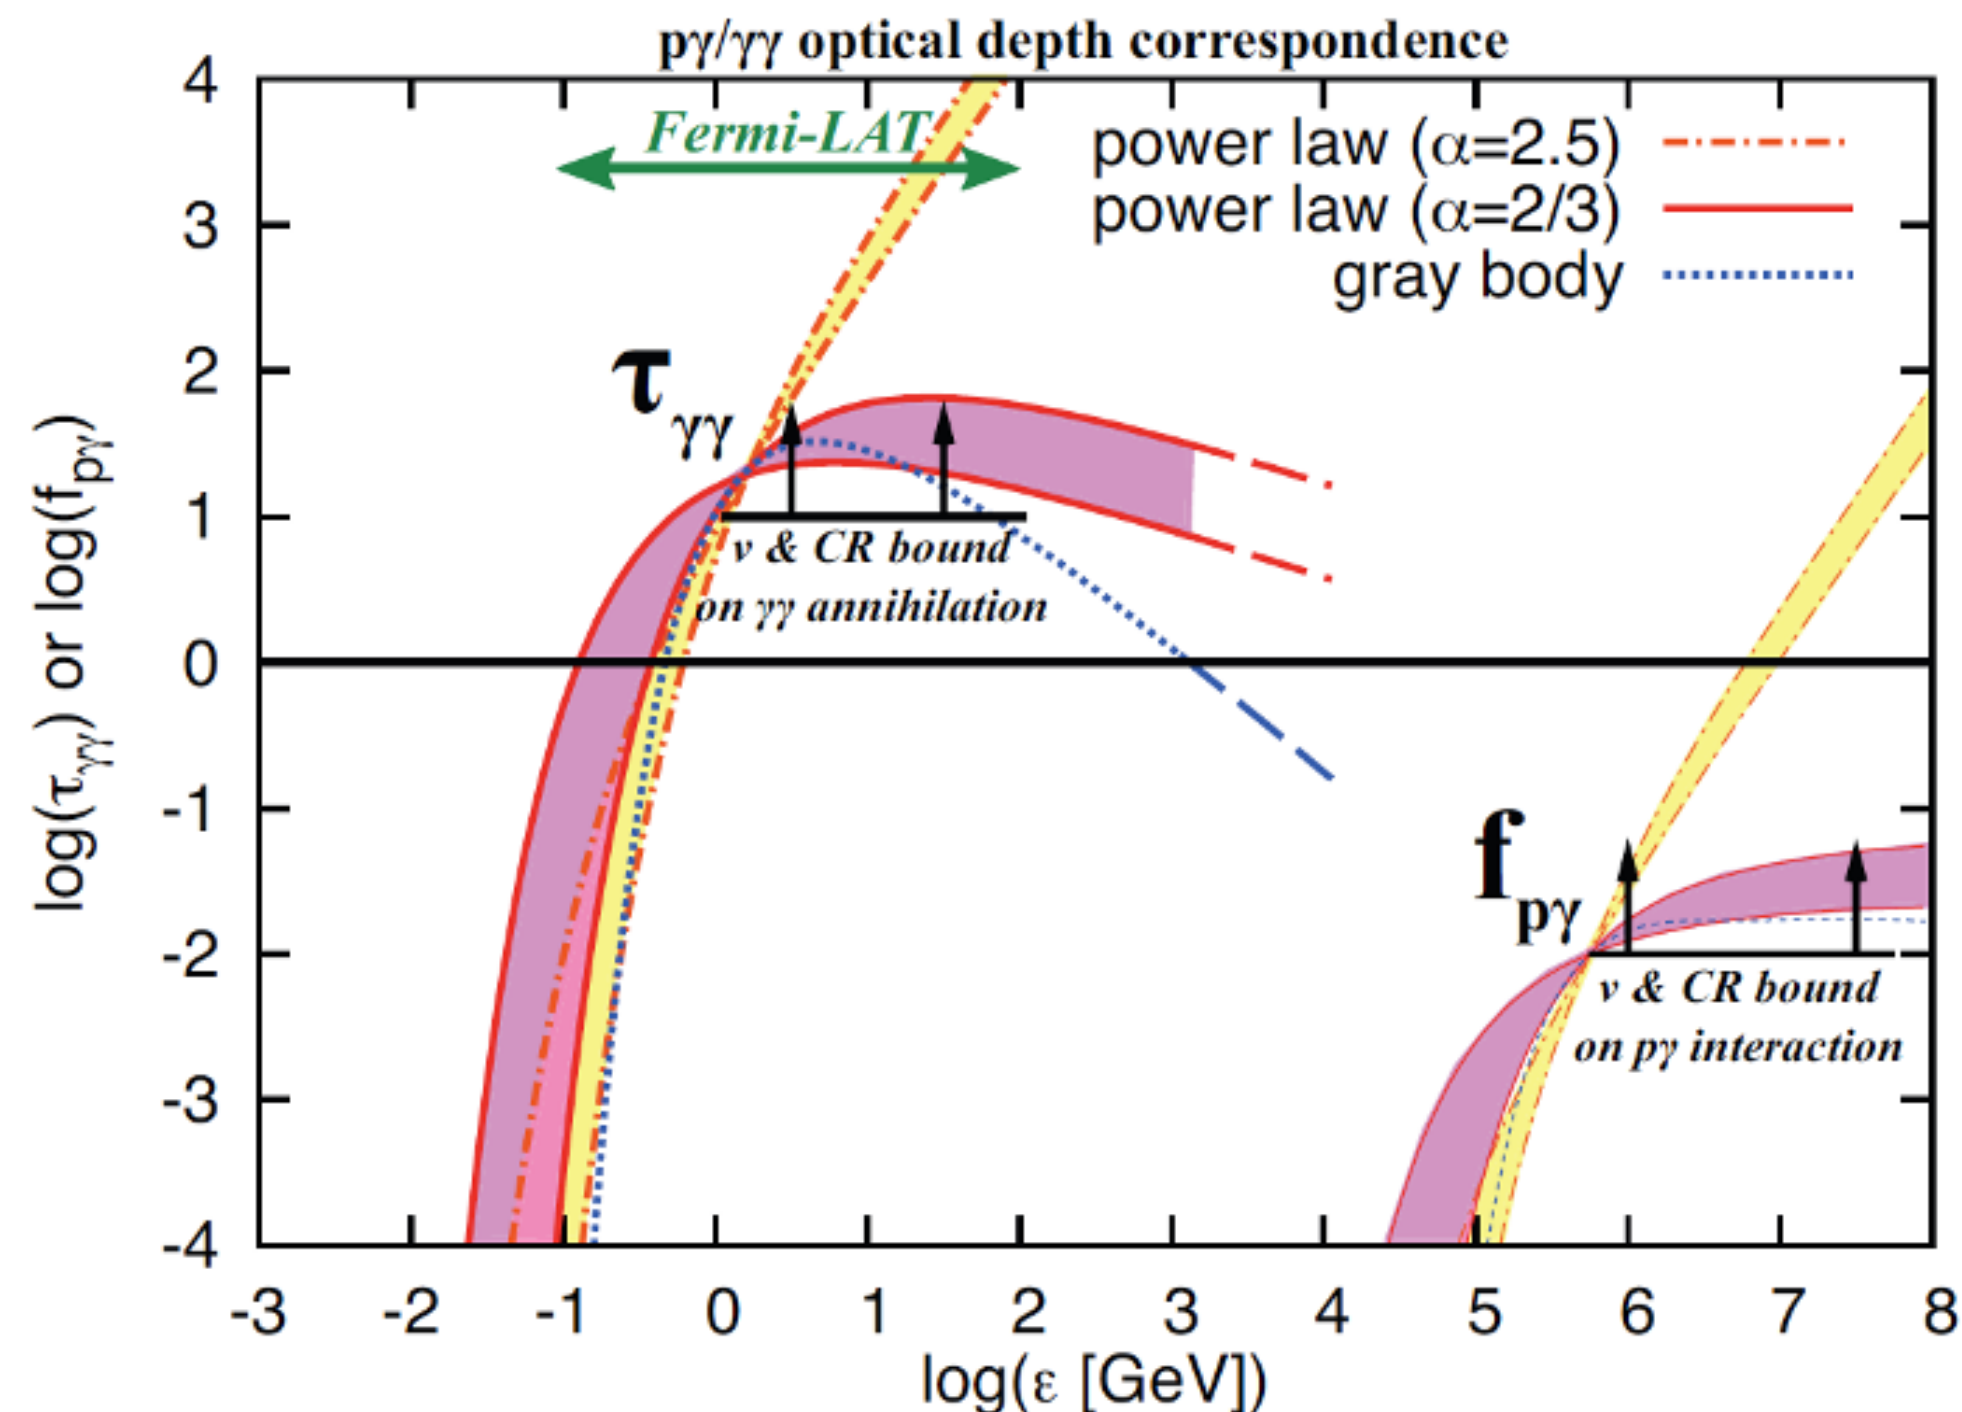 pγ/γγ optical depth correspondence
4
3
2
1
0
-1
-2
-3
-4
log(τγγ) or log(fpγ)
Fermi-LAT
power law (α=2.5)
power law (α=2/3)
gray body
τγγ
ν & CR bound
on γγ annihilation
fpγ
ν & CR bound
on pγ interaction
-3 -2 -1 0 1 2 3 4 5 6 7 8
log(ε [GeV])